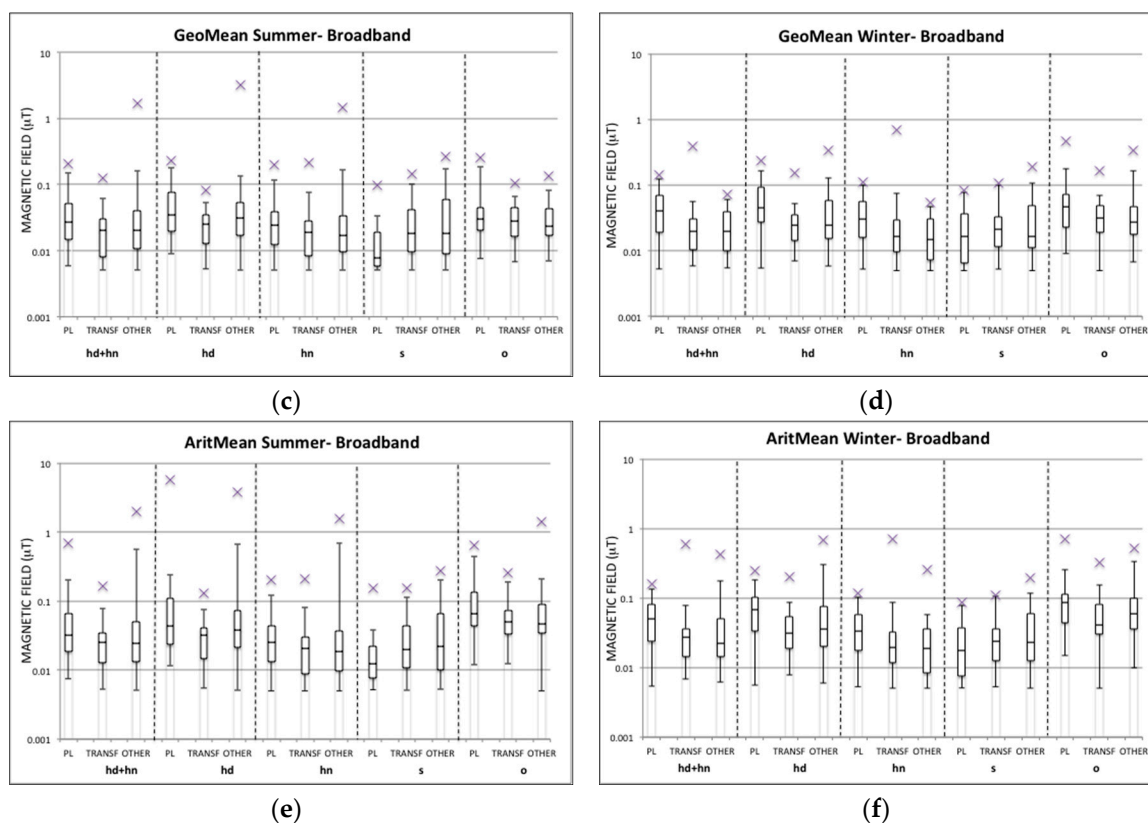 GeoMean Summer- Broadband
MAGNETIC FIELD (µT)
10
1
0.1
0.01
0.001
PL TRANSF OTHER PL TRANSF OTHER PL TRANSF OTHER PL TRANSF OTHER PL TRANSF OTHER
hd+hn hd hn s o
(c)
GeoMean Winter- Broadband
MAGNETIC FIELD (µT)
10
1
0.1
0.01
0.001
PL TRANSF OTHER PL TRANSF OTHER PL TRANSF OTHER PL TRANSF OTHER PL TRANSF OTHER
hd+hn hd hn s o
(d)
AritMean Summer- Broadband
MAGNETIC FIELD (µT)
10
1
0.1
0.01
0.001
PL TRANSF OTHER PL TRANSF OTHER PL TRANSF OTHER PL TRANSF OTHER PL TRANSF OTHER
hd+hn hd hn s o
(e)
AritMean Winter- Broadband
MAGNETIC FIELD (µT)
10
1
0.1
0.01
0.001
PL TRANSF OTHER PL TRANSF OTHER PL TRANSF OTHER PL TRANSF OTHER PL TRANSF OTHER
hd+hn hd hn s o
(f)